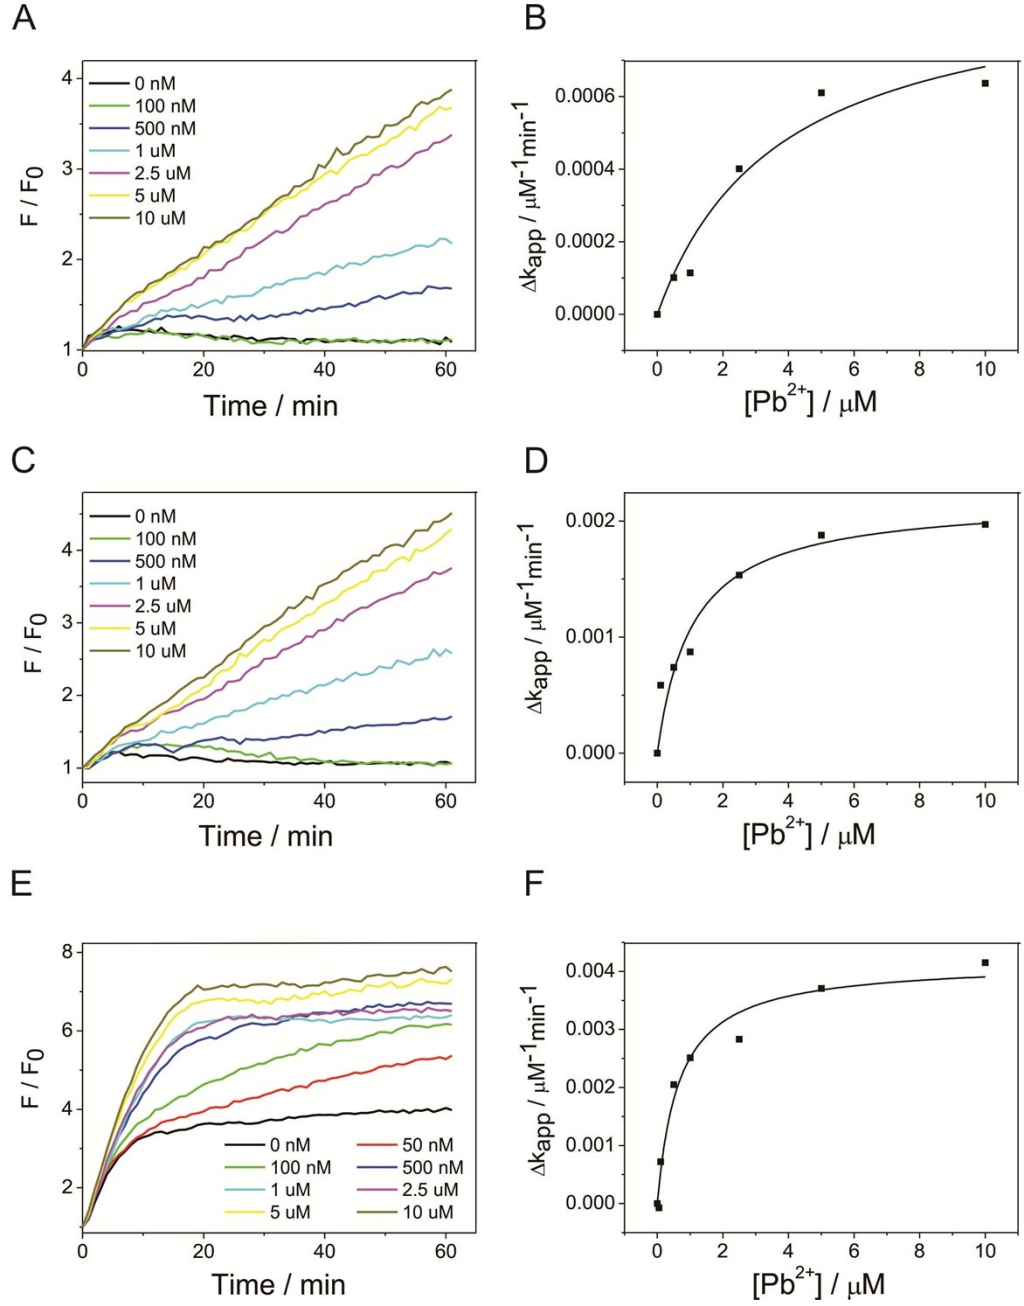 A
B
F / F0
4
3
2
1
0 nM
100 nM
500 nM
1 uM
2.5 uM
5 uM
10 uM
0
20
40
60
Time / min
Δkapp / μM-1min-1
0.0006
0.0004
0.0002
0.0000
0
2
4
6
8
10
[Pb2+] / μM
C
D
F / F0
4
3
2
1
0 nM
100 nM
500 nM
1 uM
2.5 uM
5 uM
10 uM
0
20
40
60
Time / min
Δkapp / μM-1min-1
0.002
0.001
0.000
0
2
4
6
8
10
[Pb2+] / μM
E
F
F / F0
8
6
4
2
0 nM
50 nM
100 nM
500 nM
1 uM
2.5 uM
5 uM
10 uM
0
20
40
60
Time / min
Δkapp / μM-1min-1
0.004
0.003
0.002
0.001
0.000
0
2
4
6
8
10
[Pb2+] / μM